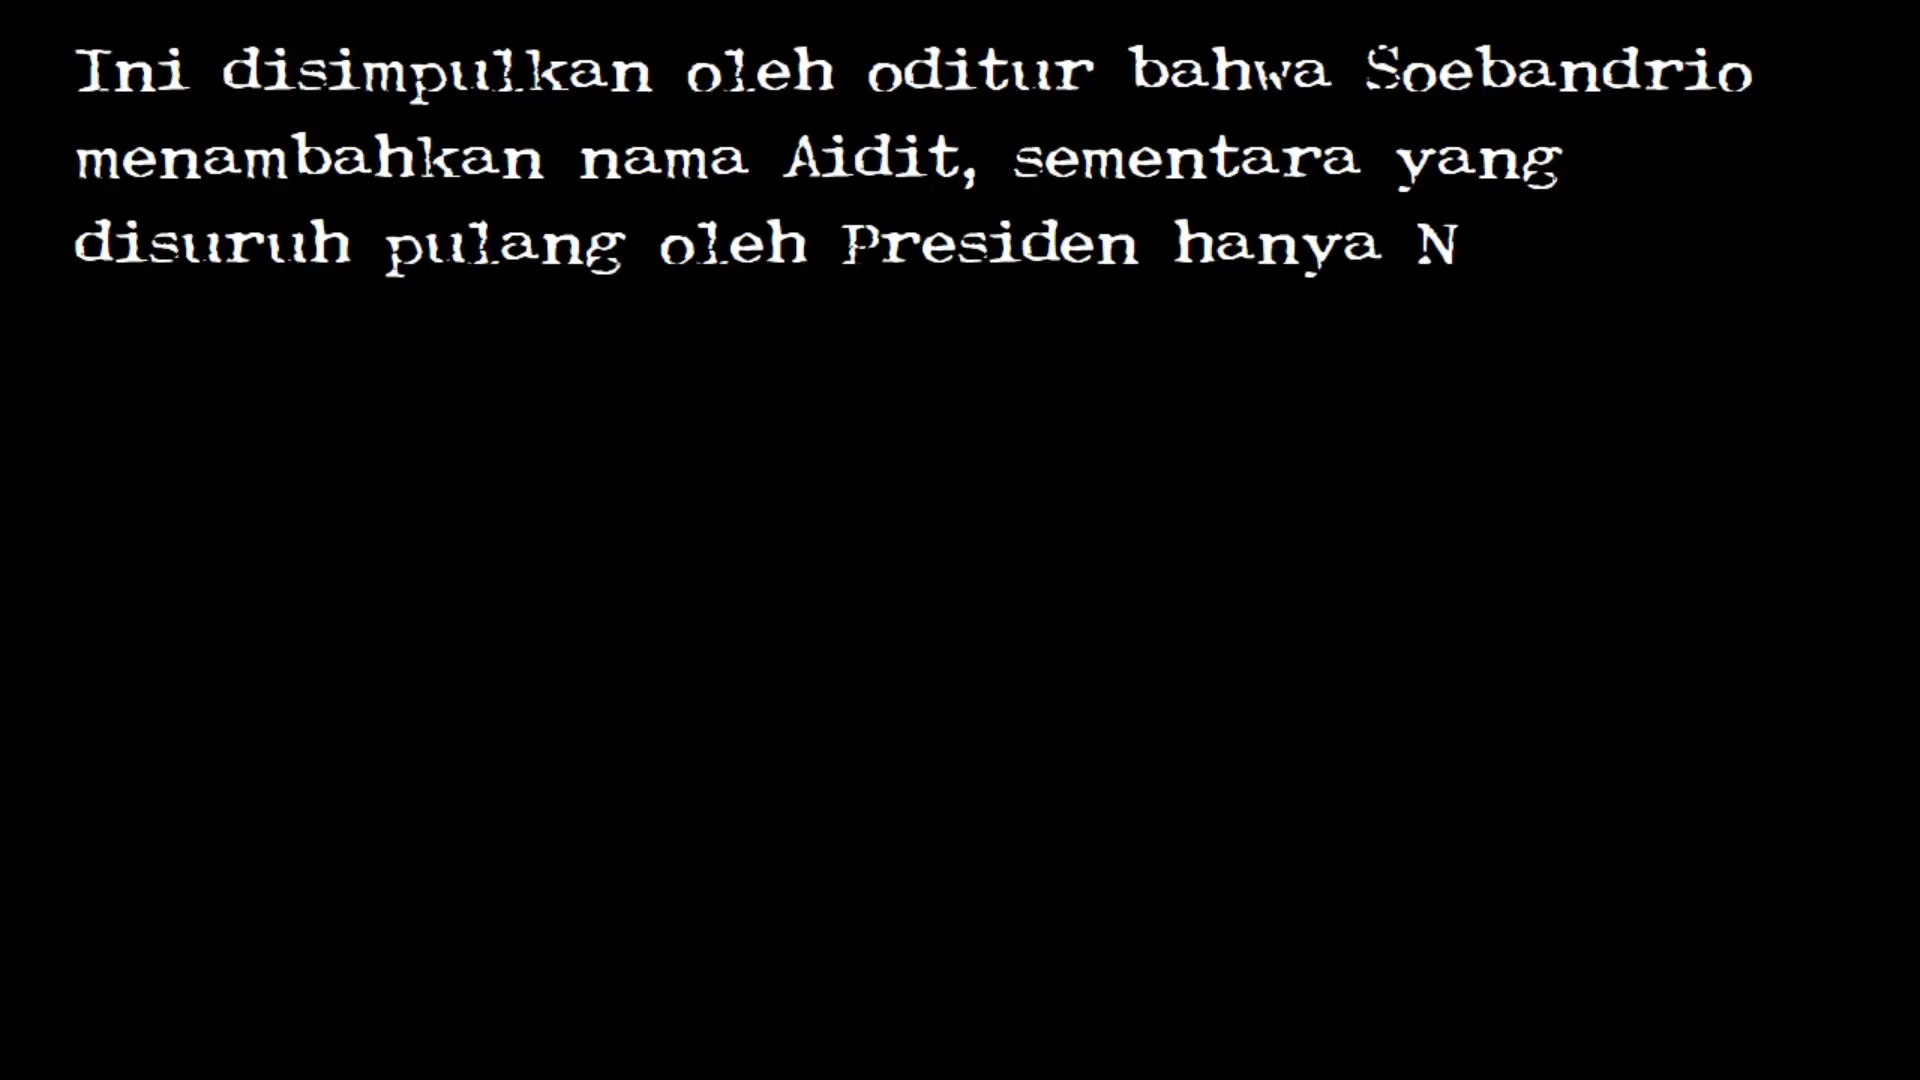 Ini disimpulkan oleh oditur bahwa Soebandrio
menambahkan nama Aidit, sementara yang
disuruh pulang oleh Presiden hanya N